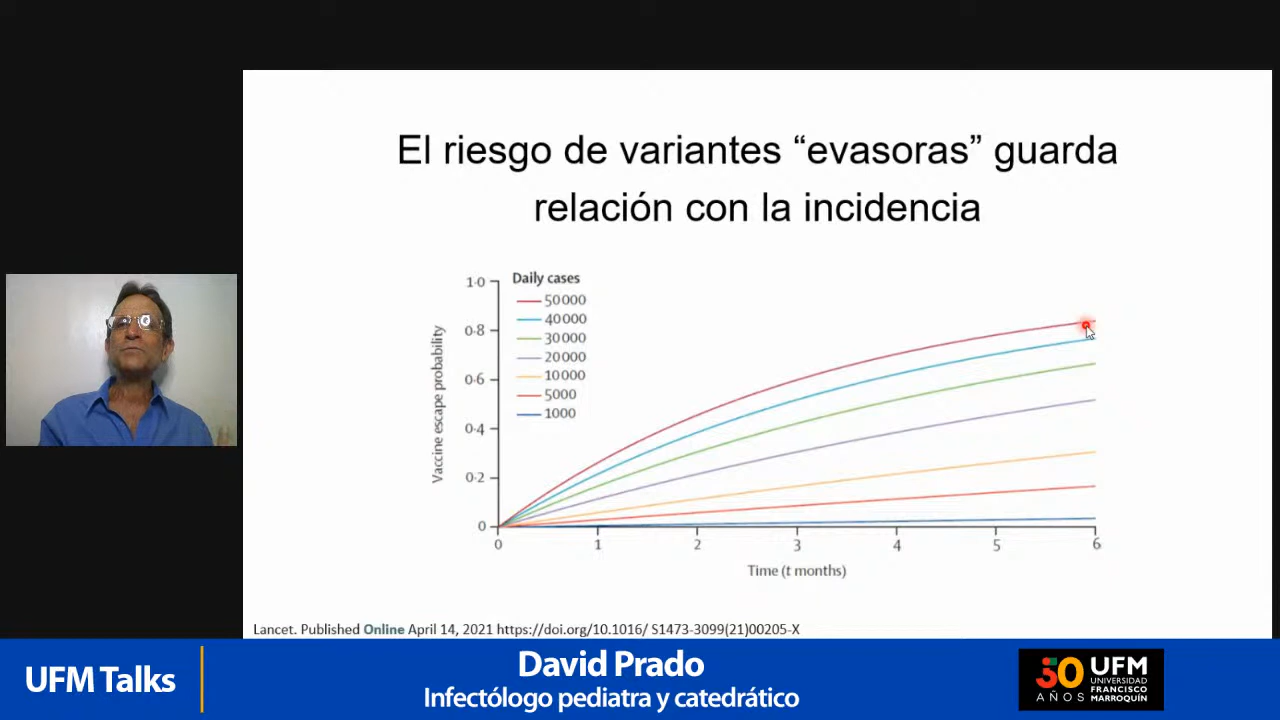 El riesgo de variantes “evasoras” guarda
relación con la incidencia
Daily cases
50000
40000
30000
20000
10000
5000
1000
Vaccine escape probability
1·0
0·8
0·6
0·4
0·2
0
0 1 2 3 4 5 6
Time (t months)
Lancet. Published Online April 14, 2021 https://doi.org/10.1016/ S1473-3099(21)00205-X
UFM Talks
David Prado
Infectólogo pediatra y catedrático
50
AÑOS
UFM
UNIVERSIDAD
FRANCISCO
MARROQUÍN